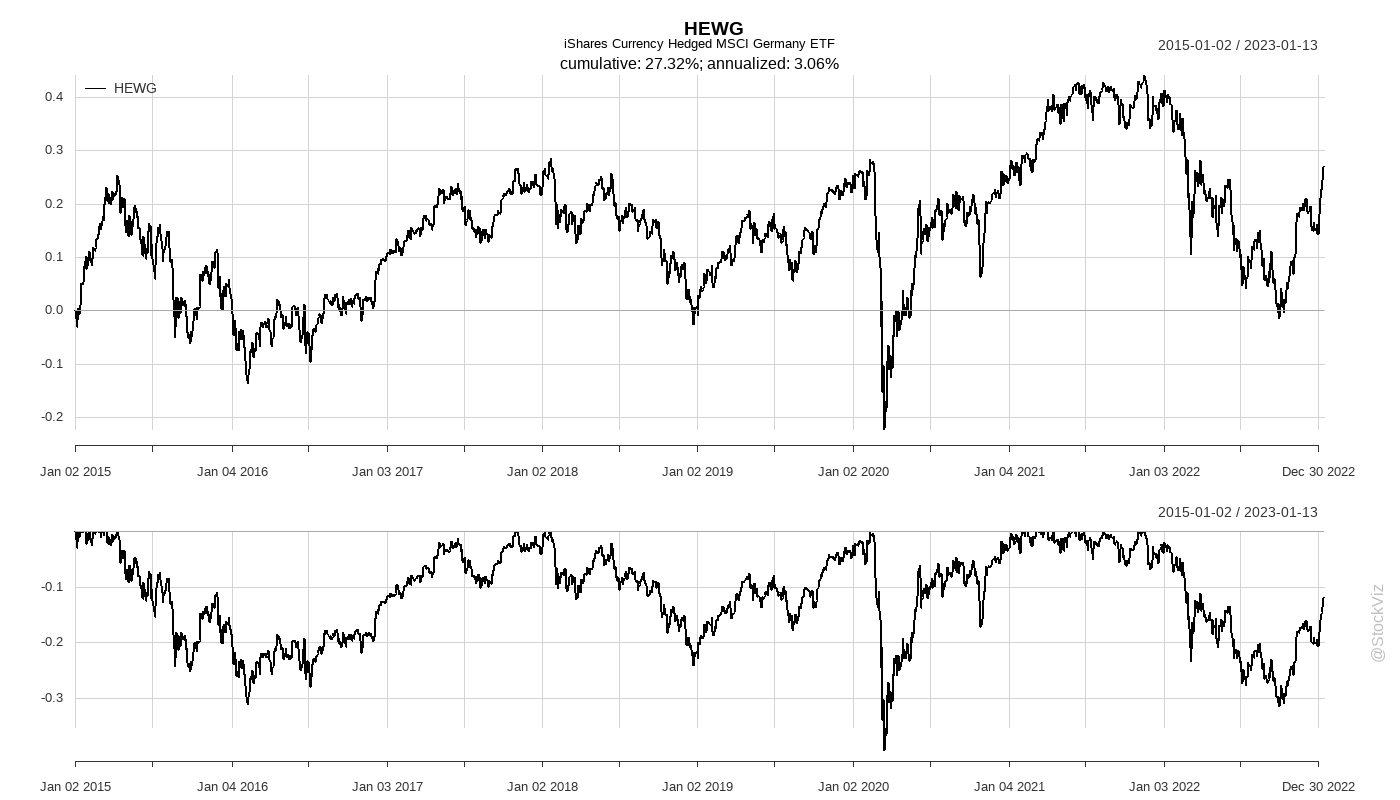 HEWG
iShares Currency Hedged MSCI Germany ETF
2015-01-02 / 2023-01-13
cumulative: 27.32%; annualized: 3.06%
HEWG
0.4
0.3
0.2
0.1
0.0
-0.1
-0.2
Jan 02 2015 Jan 04 2016 Jan 03 2017 Jan 02 2018 Jan 02 2019 Jan 02 2020 Jan 04 2021 Jan 03 2022 Dec 30 2022
2015-01-02 / 2023-01-13
-0.1
-0.2
-0.3
@StockViz
Jan 02 2015 Jan 04 2016 Jan 03 2017 Jan 02 2018 Jan 02 2019 Jan 02 2020 Jan 04 2021 Jan 03 2022 Dec 30 2022